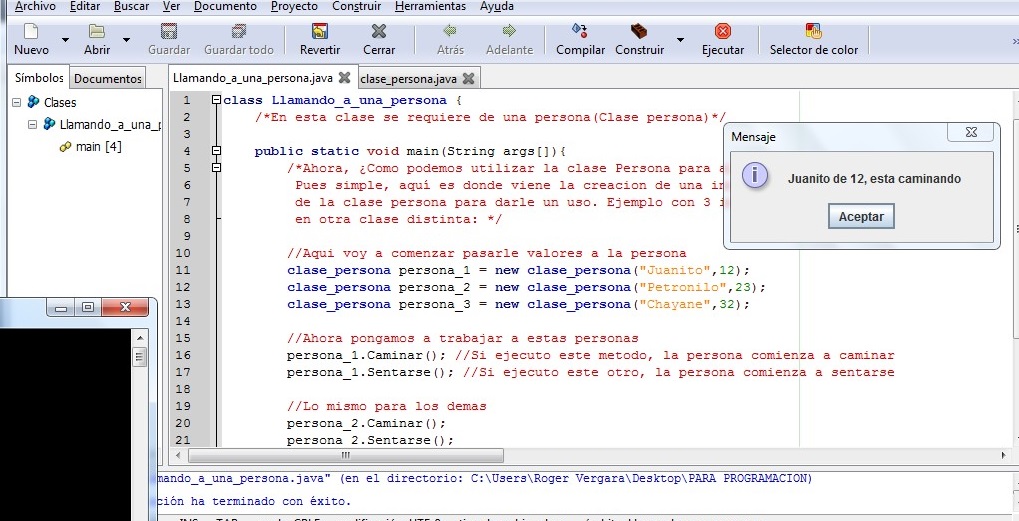 Archivo Editar Buscar Ver Documento Proyecto Construir Herramientas Ayuda
Nuevo Abrir Guardar Guardar todo Revertir Cerrar Atrás Adelante Compilar Construir Ejecutar Selector de color
Símbolos Documentos
Llamando_a_una_persona.java clase_persona.java
Clases
Llamando_a_una_p
main [4]
1 class Llamando_a_una_persona {
2 /*En esta clase se requiere de una persona(Clase persona)*/
3
4 public static void main(String args[]){
5 /*Ahora, ¿Como podemos utilizar la clase Persona para a
6 Pues simple, aquí es donde viene la creacion de una in
7 de la clase persona para darle un uso. Ejemplo con 3 i
8 en otra clase distinta: */
9
10 //Aqui voy a comenzar pasarle valores a la persona
11 clase_persona persona_1 = new clase_persona("Juanito",12);
12 clase_persona persona_2 = new clase_persona("Petronilo",23);
13 clase_persona persona_3 = new clase_persona("Chayane",32);
14
15 //Ahora pongamos a trabajar a estas personas
16 persona_1.Caminar(); //Si ejecuto este metodo, la persona comienza a caminar
17 persona_1.Sentarse(); //Si ejecuto este otro, la persona comienza a sentarse
18
19 //Lo mismo para los demas
20 persona_2.Caminar();
21 persona_2.Sentarse();
Mensaje
Juanito de 12, esta caminando
Aceptar
mando_a_una_persona.java" (en el directorio: C:\Users\Roger Vergara\Desktop\PARA PROGRAMACION)
ción ha terminado con éxito.